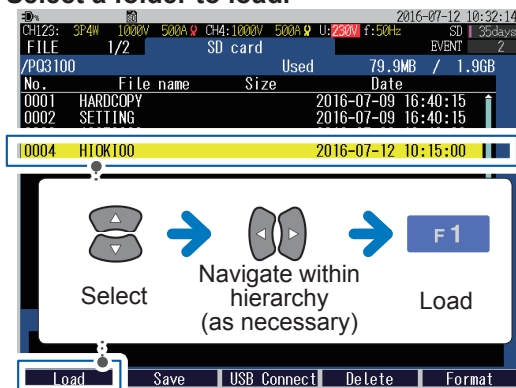 Select a folder to load.
2016-07-12 10:32:14
CH123: 3P4W 1000V 500A CH4:1000V 500A U:230V f:50Hz SD 35days
FILE 1/2 SD card EVENT 2
/PQ3100 Used 79.9MB / 1.9GB
No. File name Size Date
0001 HARDCOPY 2016-07-09 16:40:15
0002 SETTING 2016-07-09 16:40:15
0004 HIOKI00 2016-07-12 10:15:00
F 1
Select
Navigate within
hierarchy
(as necessary)
Load
Load Save USB Connect Delete Format